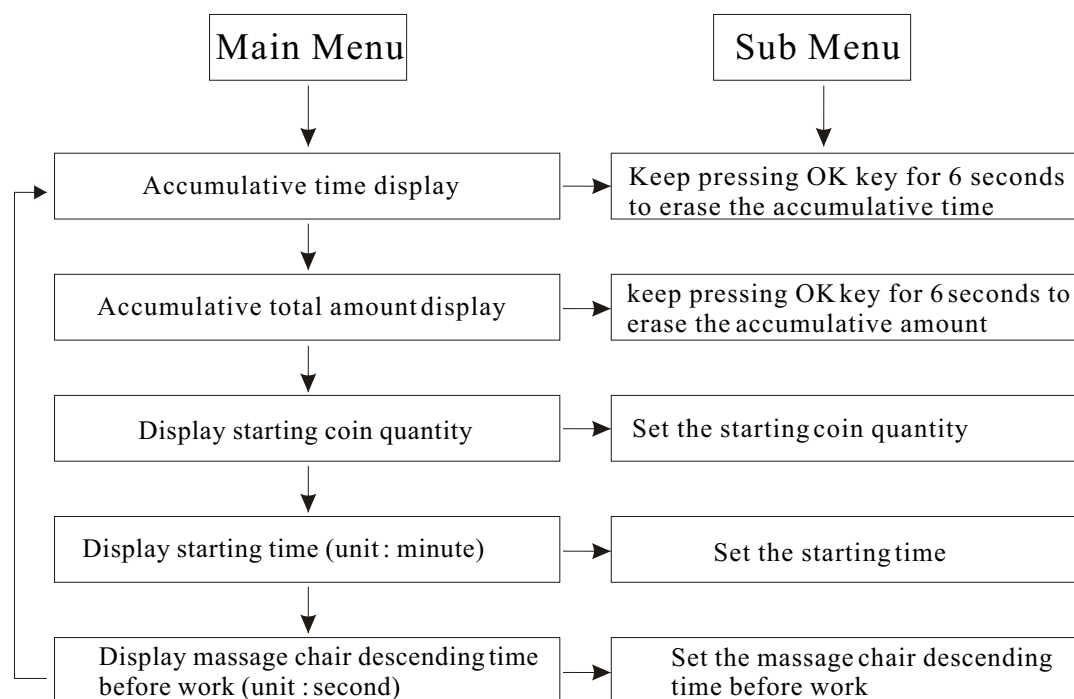 Main Menu
Sub Menu
Accumulative time display
Keep pressing OK key for 6 seconds
to erase the accumulative time
Accumulative total amount display
keep pressing OK key for 6 seconds to
erase the accumulative amount
Display starting coin quantity
Set the starting coin quantity
Display starting time (unit : minute)
Set the starting time
Display massage chair descending time
before work (unit : second)
Set the massage chair descending
time before work